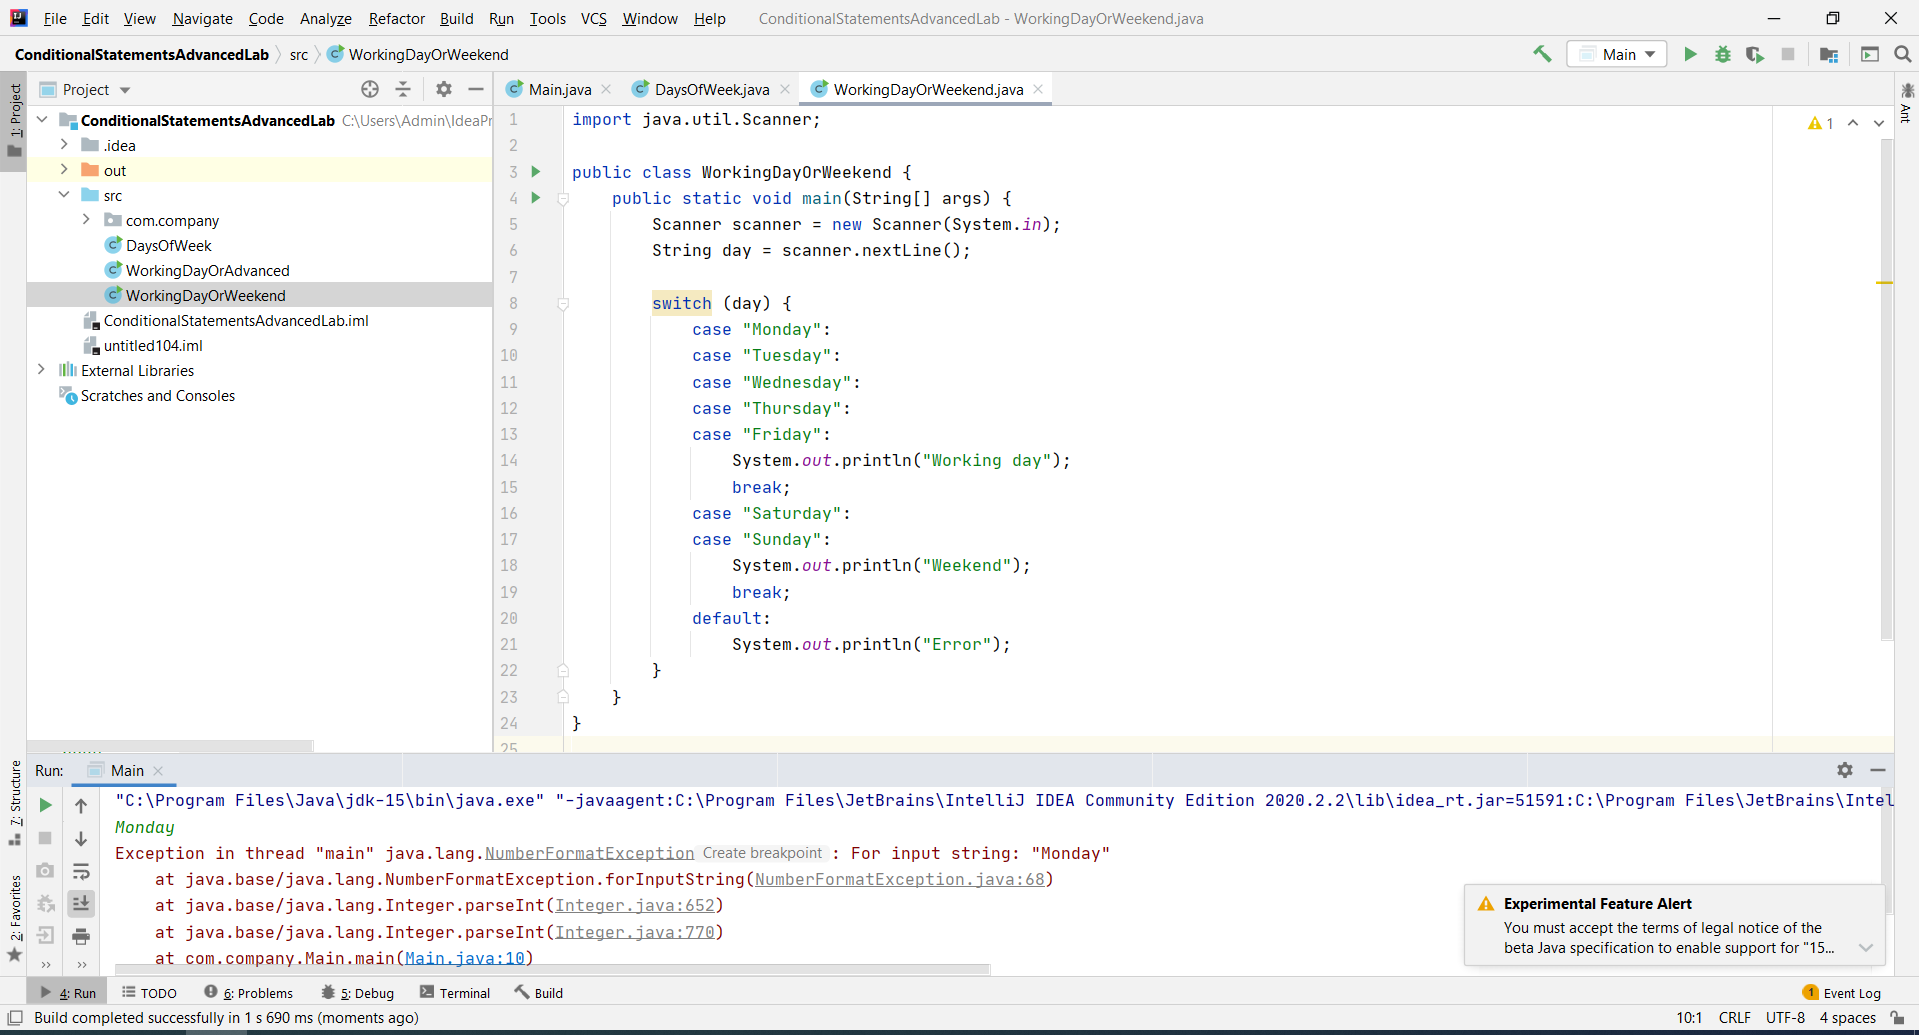 File Edit View Navigate Code Analyze Refactor Build Run Tools VCS Window Help ConditionalStatementsAdvancedLab - WorkingDayOrWeekend.java
ConditionalStatementsAdvancedLab src WorkingDayOrWeekend Main
1: Project
Project
ConditionalStatementsAdvancedLab C:\Users\Admin\IdeaPr
.idea
out
src
com.company
DaysOfWeek
WorkingDayOrAdvanced
WorkingDayOrWeekend
ConditionalStatementsAdvancedLab.iml
untitled104.iml
External Libraries
Scratches and Consoles
Main.java DaysOfWeek.java WorkingDayOrWeekend.java
Ant
1
1 import java.util.Scanner;
2
3 public class WorkingDayOrWeekend {
4 public static void main(String[] args) {
5 Scanner scanner = new Scanner(System.in);
6 String day = scanner.nextLine();
7
8 switch (day) {
9 case "Monday":
10 case "Tuesday":
11 case "Wednesday":
12 case "Thursday":
13 case "Friday":
14 System.out.println("Working day");
15 break;
16 case "Saturday":
17 case "Sunday":
18 System.out.println("Weekend");
19 break;
20 default:
21 System.out.println("Error");
22 }
23 }
24 }
25
7: Structure
2: Favorites
Run: Main
"C:\Program Files\Java\jdk-15\bin\java.exe" "-javaagent:C:\Program Files\JetBrains\IntelliJ IDEA Community Edition 2020.2.2\lib\idea_rt.jar=51591:C:\Program Files\JetBrains\Intel
Monday
Exception in thread "main" java.lang.NumberFormatException Create breakpoint : For input string: "Monday"
at java.base/java.lang.NumberFormatException.forInputString(NumberFormatException.java:68)
at java.base/java.lang.Integer.parseInt(Integer.java:652)
at java.base/java.lang.Integer.parseInt(Integer.java:770)
at com.company.Main.main(Main.java:10)
Experimental Feature Alert
You must accept the terms of legal notice of the
beta Java specification to enable support for "15...
4: Run TODO 6: Problems 5: Debug Terminal Build 1 Event Log
Build completed successfully in 1 s 690 ms (moments ago) 10:1 CRLF UTF-8 4 spaces